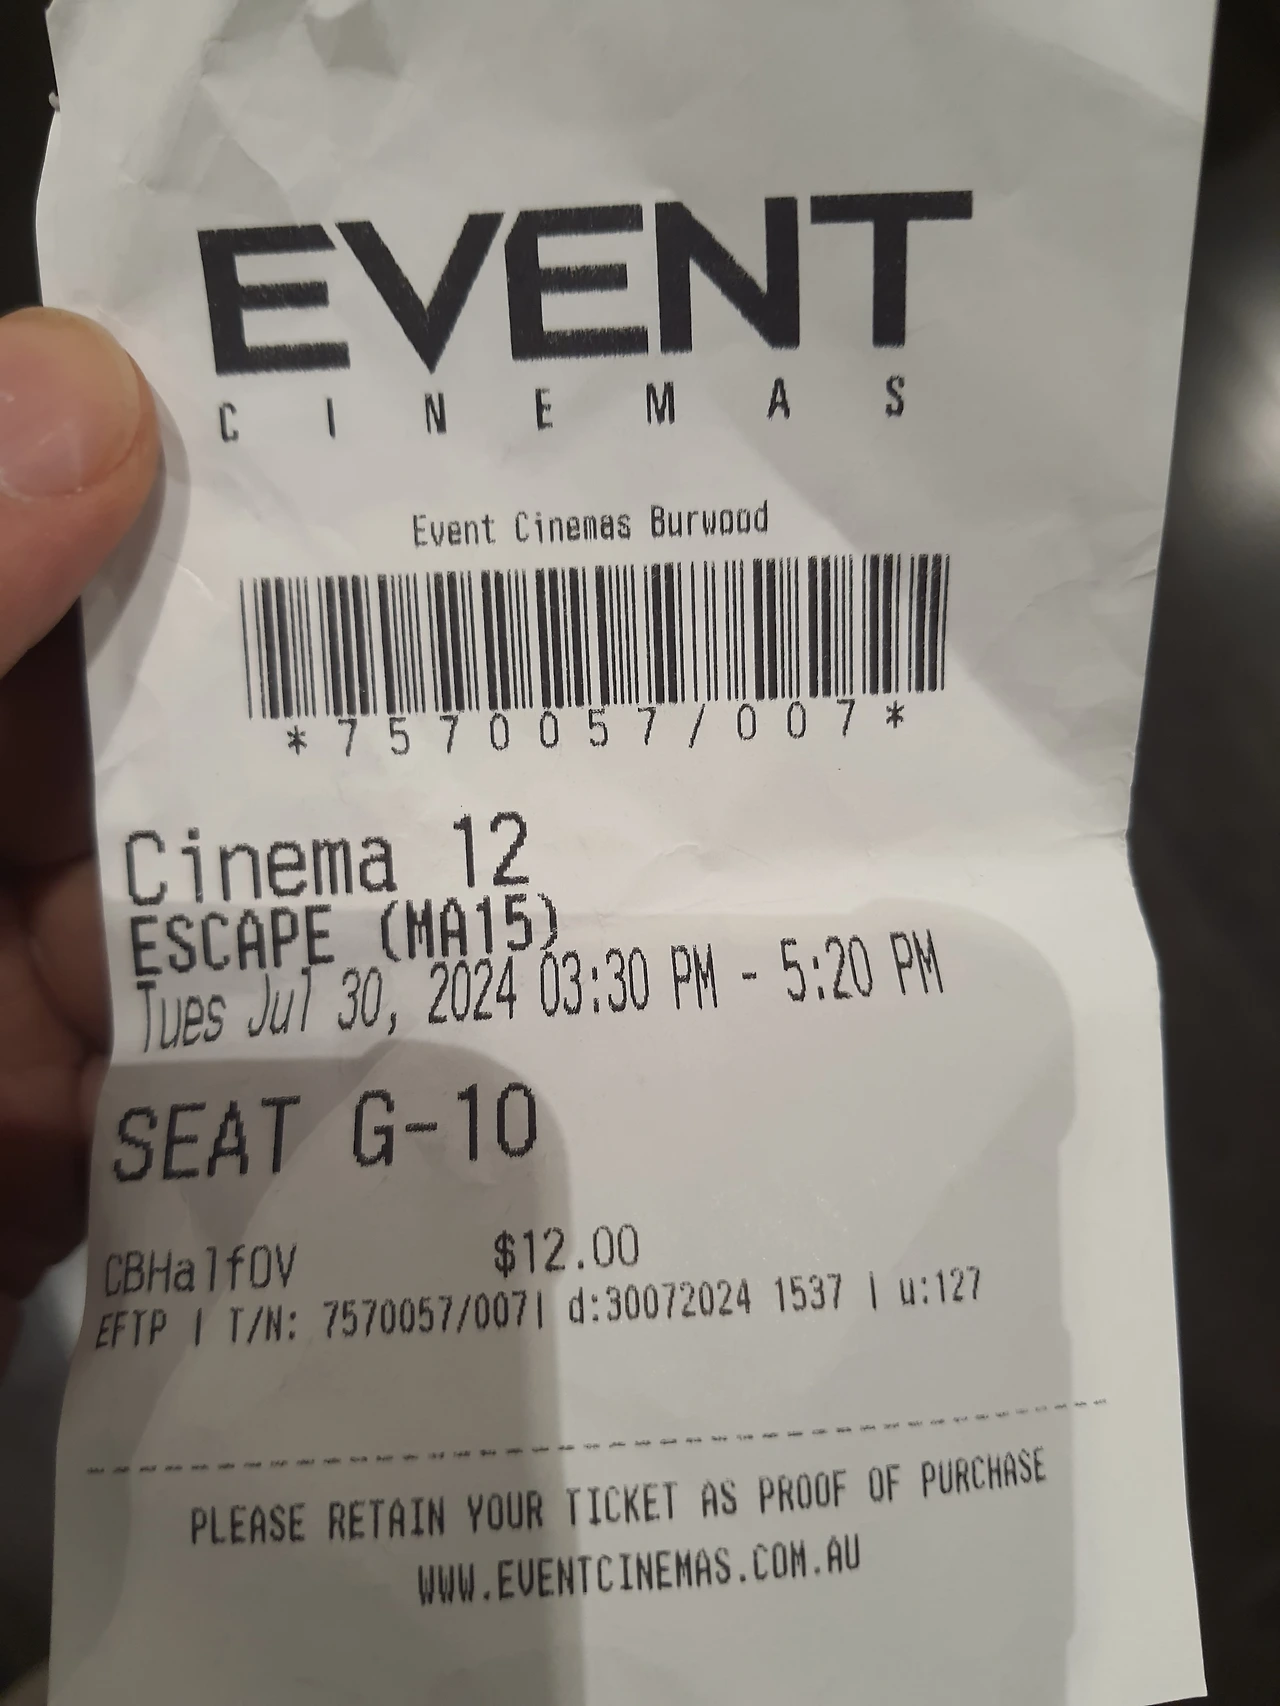 EVENT
CINEMAS
Event Cinemas Burwood
*7570057/007*
Cinema 12
ESCAPE (MA15)
Tues Jul 30, 2024 03:30 PM - 5:20 PM
SEAT G-10
CBHalfOV $12.00
EFTP | T/N: 7570057/007| d:30072024 1537 | u:127
PLEASE RETAIN YOUR TICKET AS PROOF OF PURCHASE
WWW.EVENTCINEMAS.COM.AU